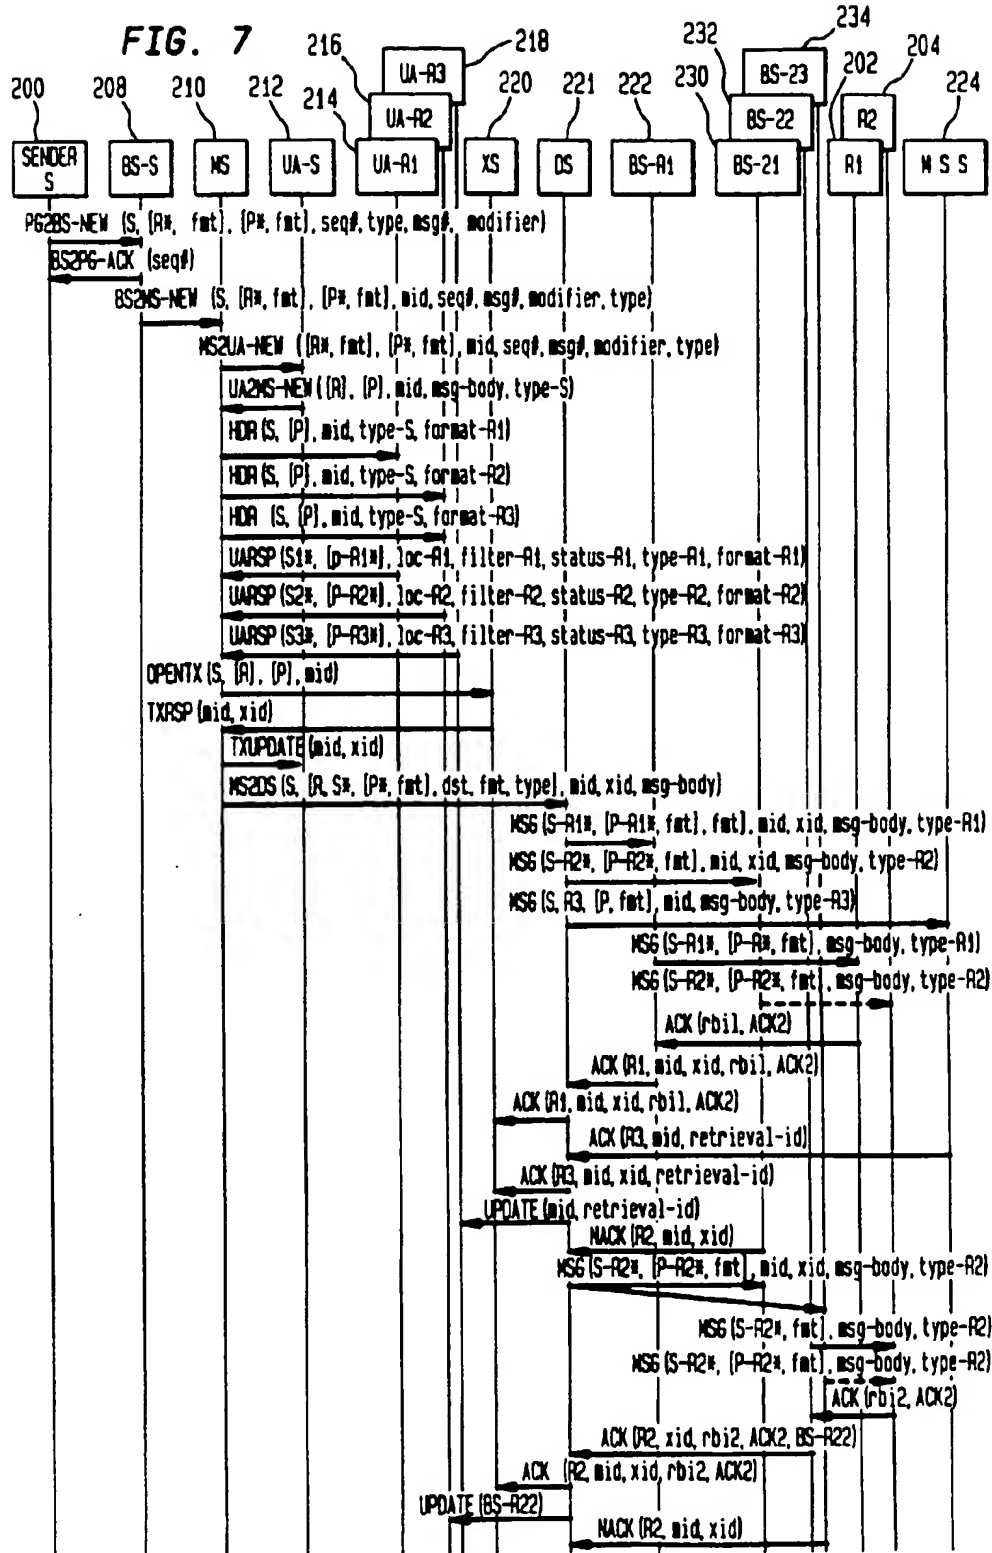 FIG. 7
216
218
UA-R3
234
232
BS-23
204
200
208
210
212
214
UA-R2
220
221
222
230
BS-22
202
R2
224
SENDER S
BS-S
MS
UA-S
UA-R1
XS
DS
BS-R1
BS-21
R1
M S S
PG2BS-NEW (S, [R*, fmt], [P*, fmt], seq#, type, msg#, modifier)
BS2PG-ACK (seq#)
BS2MS-NEW (S, [R*, fmt], [P*, fmt], mid, seq#, msg#, modifier, type)
MS2UA-NEW ([R*, fmt], [P*, fmt], mid, seq#, msg#, modifier, type)
UA2MS-NEW ([R], [P], mid, msg-body, type-S)
HDR (S, [P], mid, type-S, format-R1)
HDR (S, [P], mid, type-S, format-R2)
HDR (S, [P], mid, type-S, format-R3)
UARSP (S1*, [p-R1*], loc-R1, filter-R1, status-R1, type-R1, format-R1)
UARSP (S2*, [P-R2*], loc-R2, filter-R2, status-R2, type-R2, format-R2)
UARSP (S3*, [P-R3*], loc-R3, filter-R3, status-R3, type-R3, format-R3)
OPENTX (S, [R], [P], mid)
TXRSP (mid, xid)
TXUPDATE (mid, xid)
MS2DS (S, [R, S*, [P*, fmt], dst, fmt, type], mid, xid, msg-body)
MSG (S-R1*, [P-R1*, fmt], fmt], mid, xid, msg-body, type-R1)
MSG (S-R2*, [P-R2*, fmt], mid, xid, msg-body, type-R2)
MSG (S, R3, [P, fmt], mid, msg-body, type-R3)
MSG (S-R1*, [P-R*, fmt], msg-body, type-R1)
MSG (S-R2*, [P-R2*, fmt], msg-body, type-R2)
ACK (rbi1, ACK2)
ACK (R1, mid, xid, rbi1, ACK2)
ACK (R1, mid, xid, rbi1, ACK2)
ACK (R3, mid, retrieval-id)
ACK (R3, mid, xid, retrieval-id)
UPDATE (mid, retrieval-id)
NACK (R2, mid, xid)
MSG (S-R2*, [P-R2*, fmt], mid, xid, msg-body, type-R2)
MSG (S-R2*, fmt], msg-body, type-R2)
MSG (S-R2*, [P-R2*, fmt], msg-body, type-R2)
ACK (rbi2, ACK2)
ACK (R2, xid, rbi2, ACK2, BS-R22)
ACK (R2, mid, xid, rbi2, ACK2)
UPDATE (BS-R22)
NACK (R2, mid, xid)